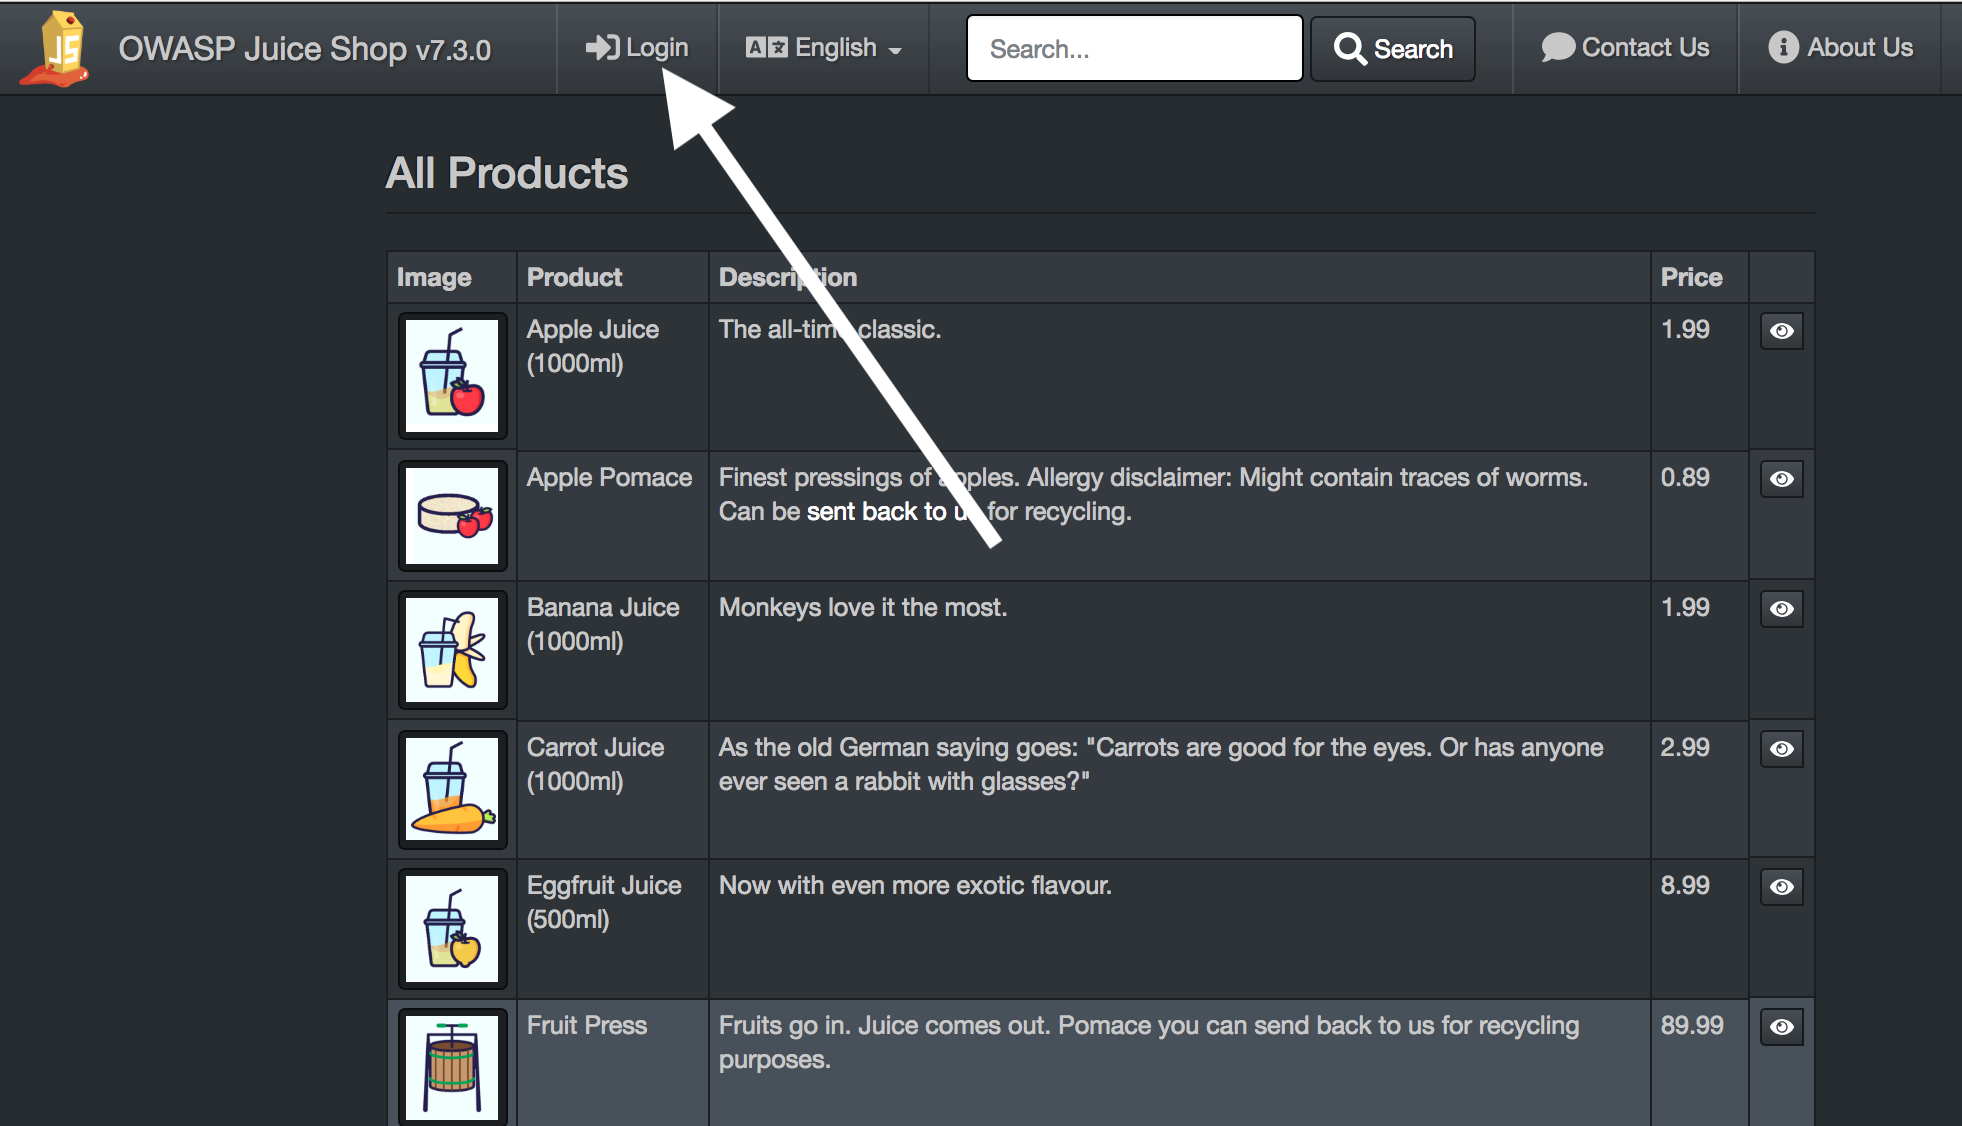 JS OWASP Juice Shop v7.3.0 Login English Search... Search Contact Us About Us
All Products
Image Product Description Price
Apple Juice The all-time classic. 1.99
(1000ml)
Apple Pomace Finest pressings of apples. Allergy disclaimer: Might contain traces of worms. 0.89
Can be sent back to us for recycling.
Banana Juice Monkeys love it the most. 1.99
(1000ml)
Carrot Juice As the old German saying goes: "Carrots are good for the eyes. Or has anyone 2.99
(1000ml) ever seen a rabbit with glasses?"
Eggfruit Juice Now with even more exotic flavour. 8.99
(500ml)
Fruit Press Fruits go in. Juice comes out. Pomace you can send back to us for recycling 89.99
purposes.